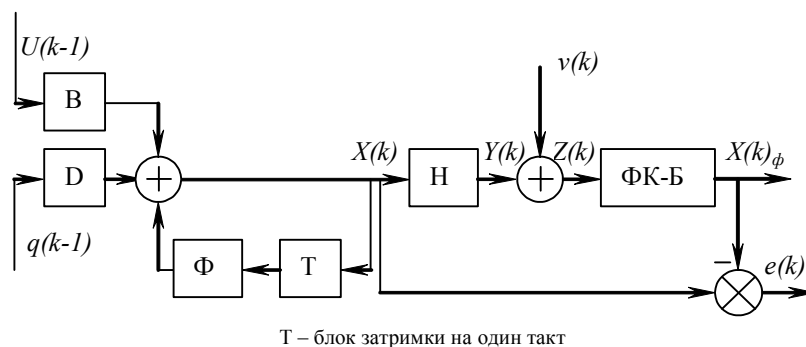 U(k-1)
v(k)
B
X(k)
Y(k)
Z(k)
X(k)ф
D
+
H
+
ФК-Б
q(k-1)
Ф
T
−
e(k)
Т – блок затримки на один такт